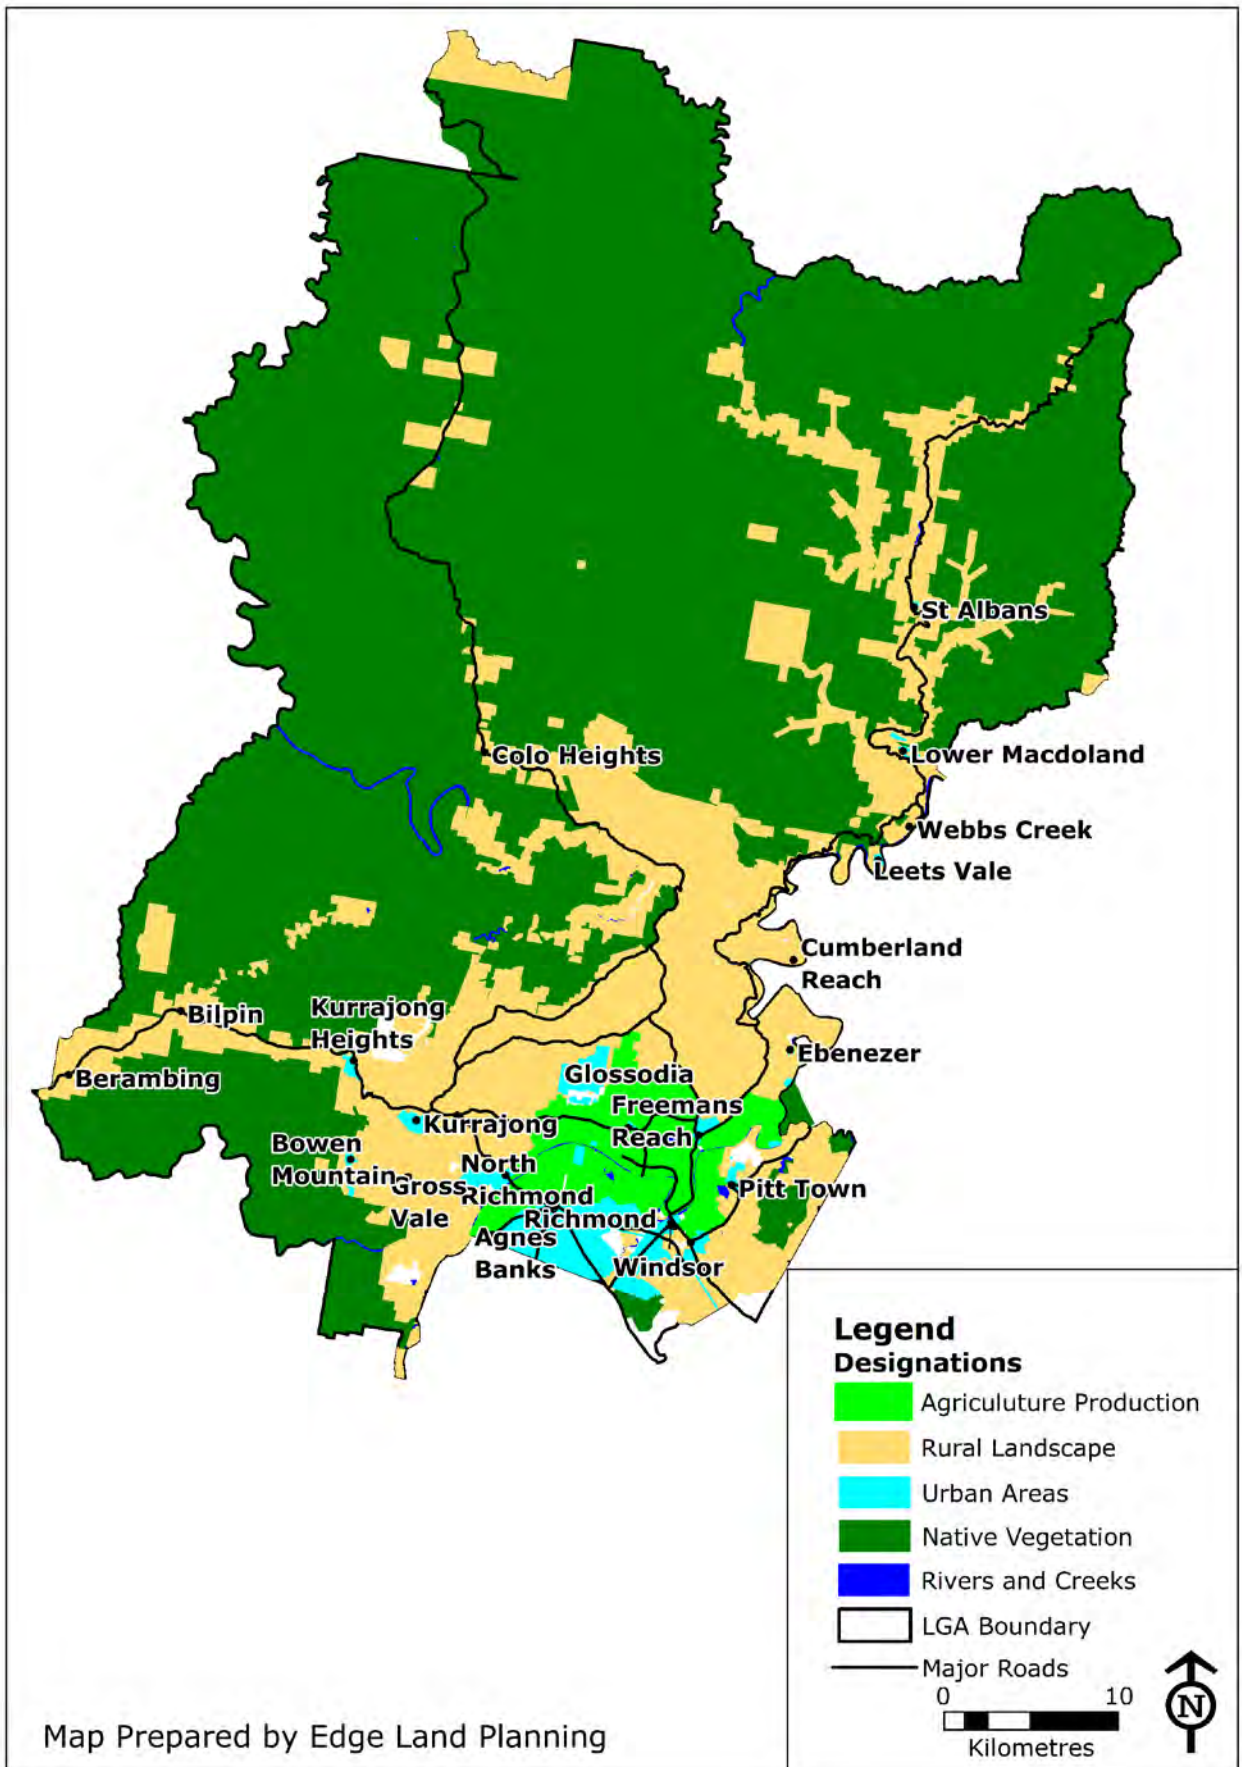 St Albans
Colo Heights
Lower Macdoland
Webbs Creek
Leets Vale
Cumberland
Reach
Bilpin
Kurrajong
Heights
Ebenezer
Berambing
Glossodia
Freemans
Reach
Kurrajong
Bowen
Mountain
North
Richmond
Gross
Vale
Pitt Town
Richmond
Agnes
Banks
Windsor
Legend
Designations
Agriculuture Production
Rural Landscape
Urban Areas
Native Vegetation
Rivers and Creeks
LGA Boundary
Major Roads
0 10
Kilometres
N
Map Prepared by Edge Land Planning